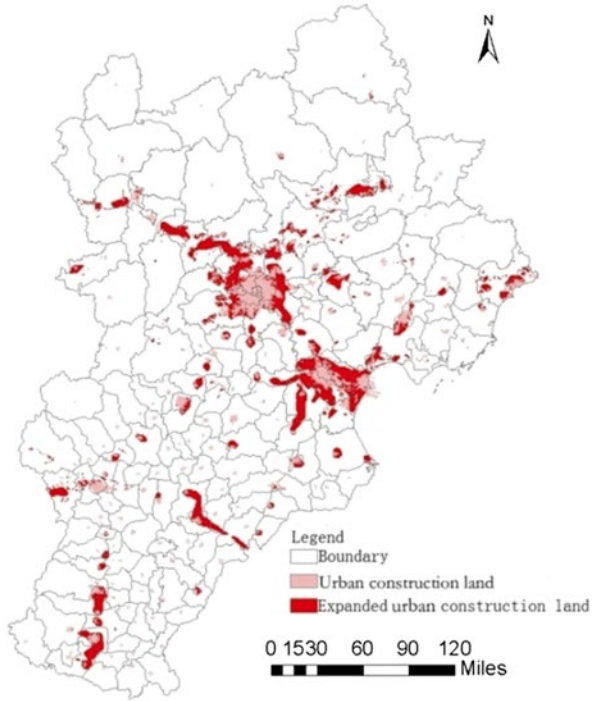 N
Legend
Boundary
Urban construction land
Expanded urban construction land
0 1530 60 90 120
Miles